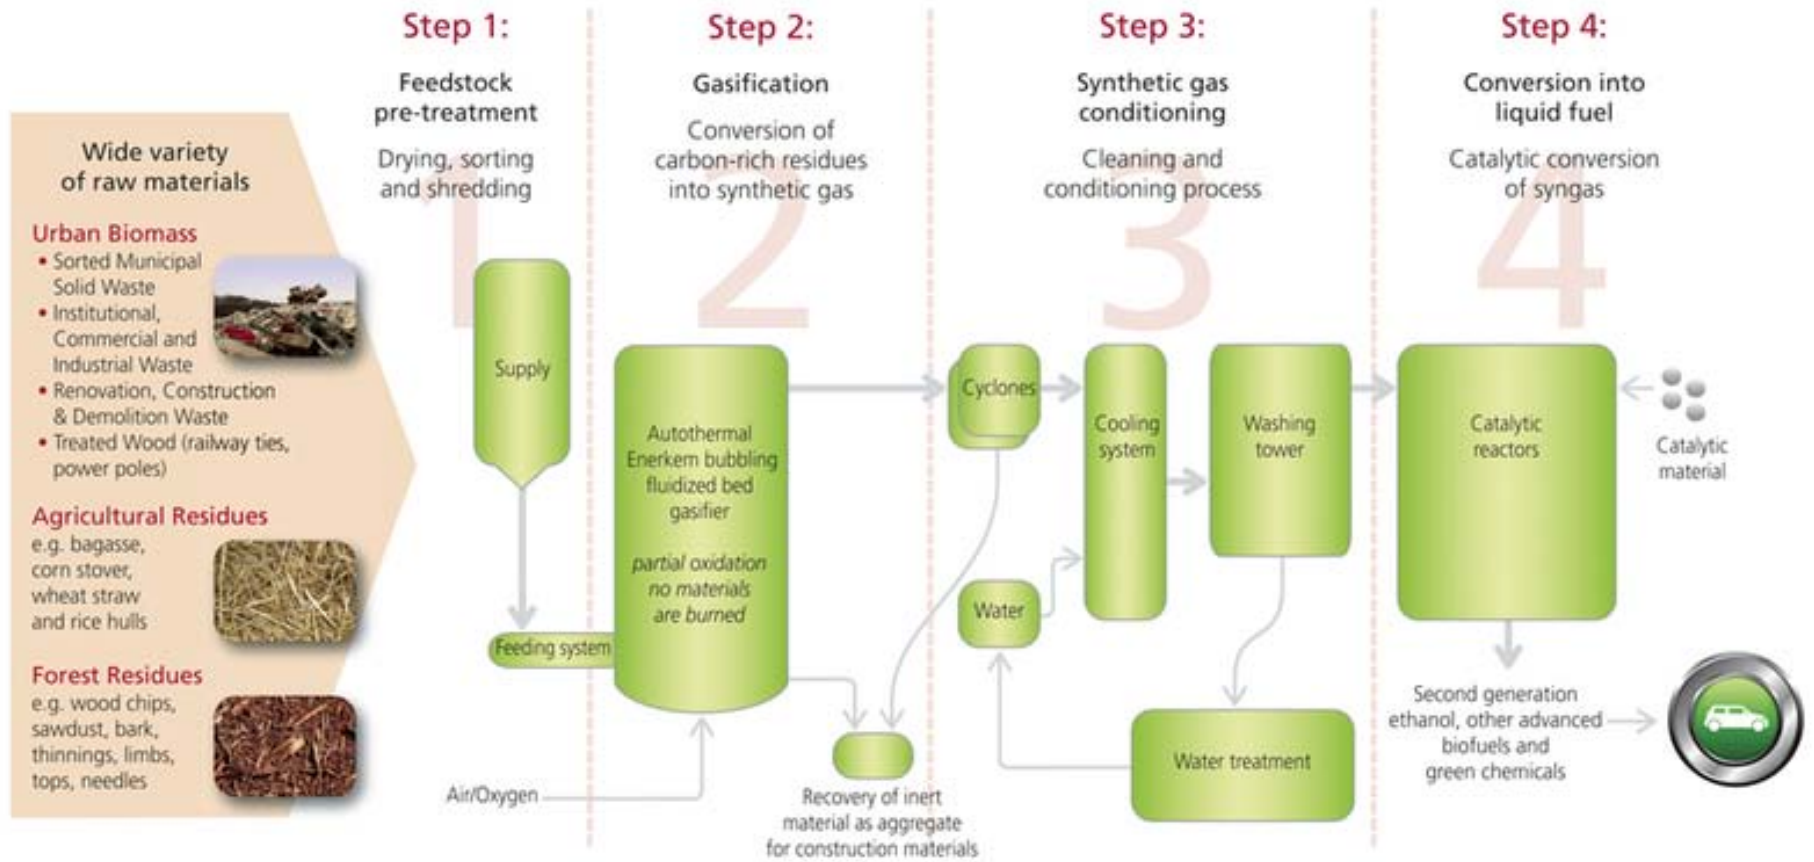 Step 1:
Feedstock
pre-treatment
Drying, sorting
and shredding
1
Step 2:
Gasification
Conversion of
carbon-rich residues
into synthetic gas
2
Step 3:
Synthetic gas
conditioning
Cleaning and
conditioning process
3
Step 4:
Conversion into
liquid fuel
Catalytic conversion
of syngas
4
Wide variety
of raw materials
Urban Biomass
• Sorted Municipal
Solid Waste
• Institutional,
Commercial and
Industrial Waste
• Renovation, Construction
& Demolition Waste
• Treated Wood (railway ties,
power poles)
Agricultural Residues
e.g. bagasse,
corn stover,
wheat straw
and rice hulls
Forest Residues
e.g. wood chips,
sawdust, bark,
thinnings, limbs,
tops, needles
Supply
Feeding system
Air/Oxygen
Autothermal
Enerkem bubbling
fluidized bed
gasifier
partial oxidation
no materials
are burned
Recovery of inert
material as aggregate
for construction materials
Cyclones
Cooling
system
Washing
tower
Water
Water treatment
Catalytic
reactors
Catalytic
material
Second generation
ethanol, other advanced
biofuels and
green chemicals